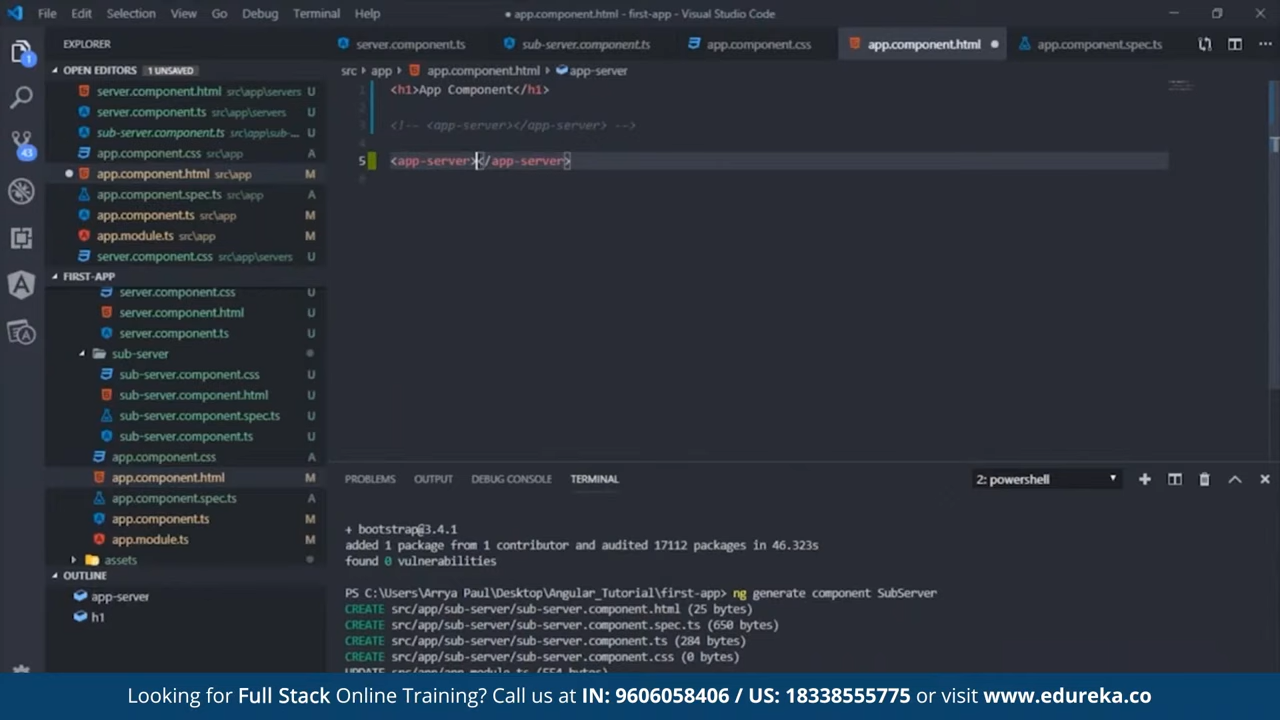 File Edit Selection View Go Debug Terminal Help
● app.component.html - first-app - Visual Studio Code
EXPLORER
server.component.ts
sub-server.component.ts
app.component.css
app.component.html
app.component.spec.ts
OPEN EDITORS 1 UNSAVED
server.component.html src\app\servers U
server.component.ts src\app\servers U
sub-server.component.ts src\app\sub-... U
app.component.css src\app A
app.component.html src\app M
app.component.spec.ts src\app A
app.component.ts src\app M
app.module.ts src\app M
server.component.css src\app\servers U
FIRST-APP
server.component.css U
server.component.html U
server.component.ts U
sub-server
sub-server.component.css U
sub-server.component.html U
sub-server.component.spec.ts U
sub-server.component.ts U
app.component.css A
app.component.html M
app.component.spec.ts A
app.component.ts M
app.module.ts M
assets
OUTLINE
app-server
h1
1
43
src › app › app.component.html › app-server
1 <h1>App Component</h1>
2
3 <!-- <app-server></app-server> -->
4
5 <app-server></app-server>
6
PROBLEMS OUTPUT DEBUG CONSOLE TERMINAL
2: powershell
+ bootstrap@3.4.1
added 1 package from 1 contributor and audited 17112 packages in 46.323s
found 0 vulnerabilities
PS C:\Users\Arrya Paul\Desktop\Angular_Tutorial\first-app> ng generate component SubServer
CREATE src/app/sub-server/sub-server.component.html (25 bytes)
CREATE src/app/sub-server/sub-server.component.spec.ts (650 bytes)
CREATE src/app/sub-server/sub-server.component.ts (284 bytes)
CREATE src/app/sub-server/sub-server.component.css (0 bytes)
Looking for Full Stack Online Training? Call us at IN: 9606058406 / US: 18338555775 or visit www.edureka.co